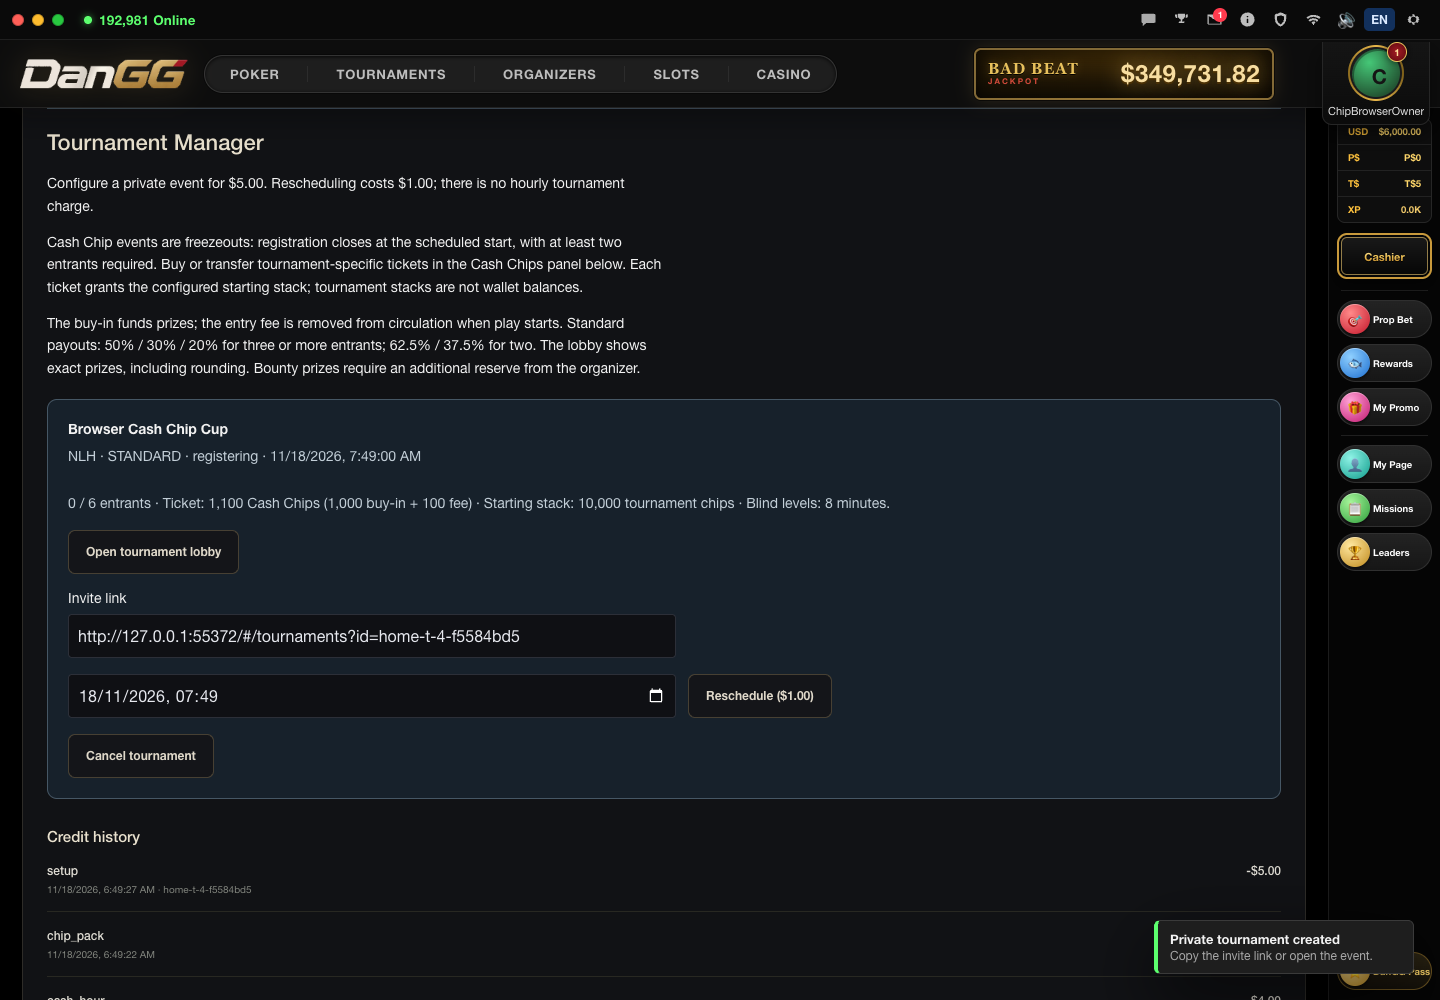 192,981 Online
1
EN
DanGG
POKER
TOURNAMENTS
ORGANIZERS
SLOTS
CASINO
BAD BEAT
JACKPOT
$349,731.82
C
1
ChipBrowserOwner
USD $6,000.00
P$ P$0
T$ T$5
XP 0.0K
Cashier
Prop Bet
Rewards
My Promo
My Page
Missions
Leaders
Tournament Manager
Configure a private event for $5.00. Rescheduling costs $1.00; there is no hourly tournament
charge.
Cash Chip events are freezeouts: registration closes at the scheduled start, with at least two
entrants required. Buy or transfer tournament-specific tickets in the Cash Chips panel below. Each
ticket grants the configured starting stack; tournament stacks are not wallet balances.
The buy-in funds prizes; the entry fee is removed from circulation when play starts. Standard
payouts: 50% / 30% / 20% for three or more entrants; 62.5% / 37.5% for two. The lobby shows
exact prizes, including rounding. Bounty prizes require an additional reserve from the organizer.
Browser Cash Chip Cup
NLH · STANDARD · registering · 11/18/2026, 7:49:00 AM
0 / 6 entrants · Ticket: 1,100 Cash Chips (1,000 buy-in + 100 fee) · Starting stack: 10,000 tournament chips · Blind levels: 8 minutes.
Open tournament lobby
Invite link
http://127.0.0.1:55372/#/tournaments?id=home-t-4-f5584bd5
18/11/2026, 07:49
Reschedule ($1.00)
Cancel tournament
Credit history
setup
-$5.00
11/18/2026, 6:49:27 AM · home-t-4-f5584bd5
chip_pack
11/18/2026, 6:49:22 AM
cash_hour
Private tournament created
Copy the invite link or open the event.